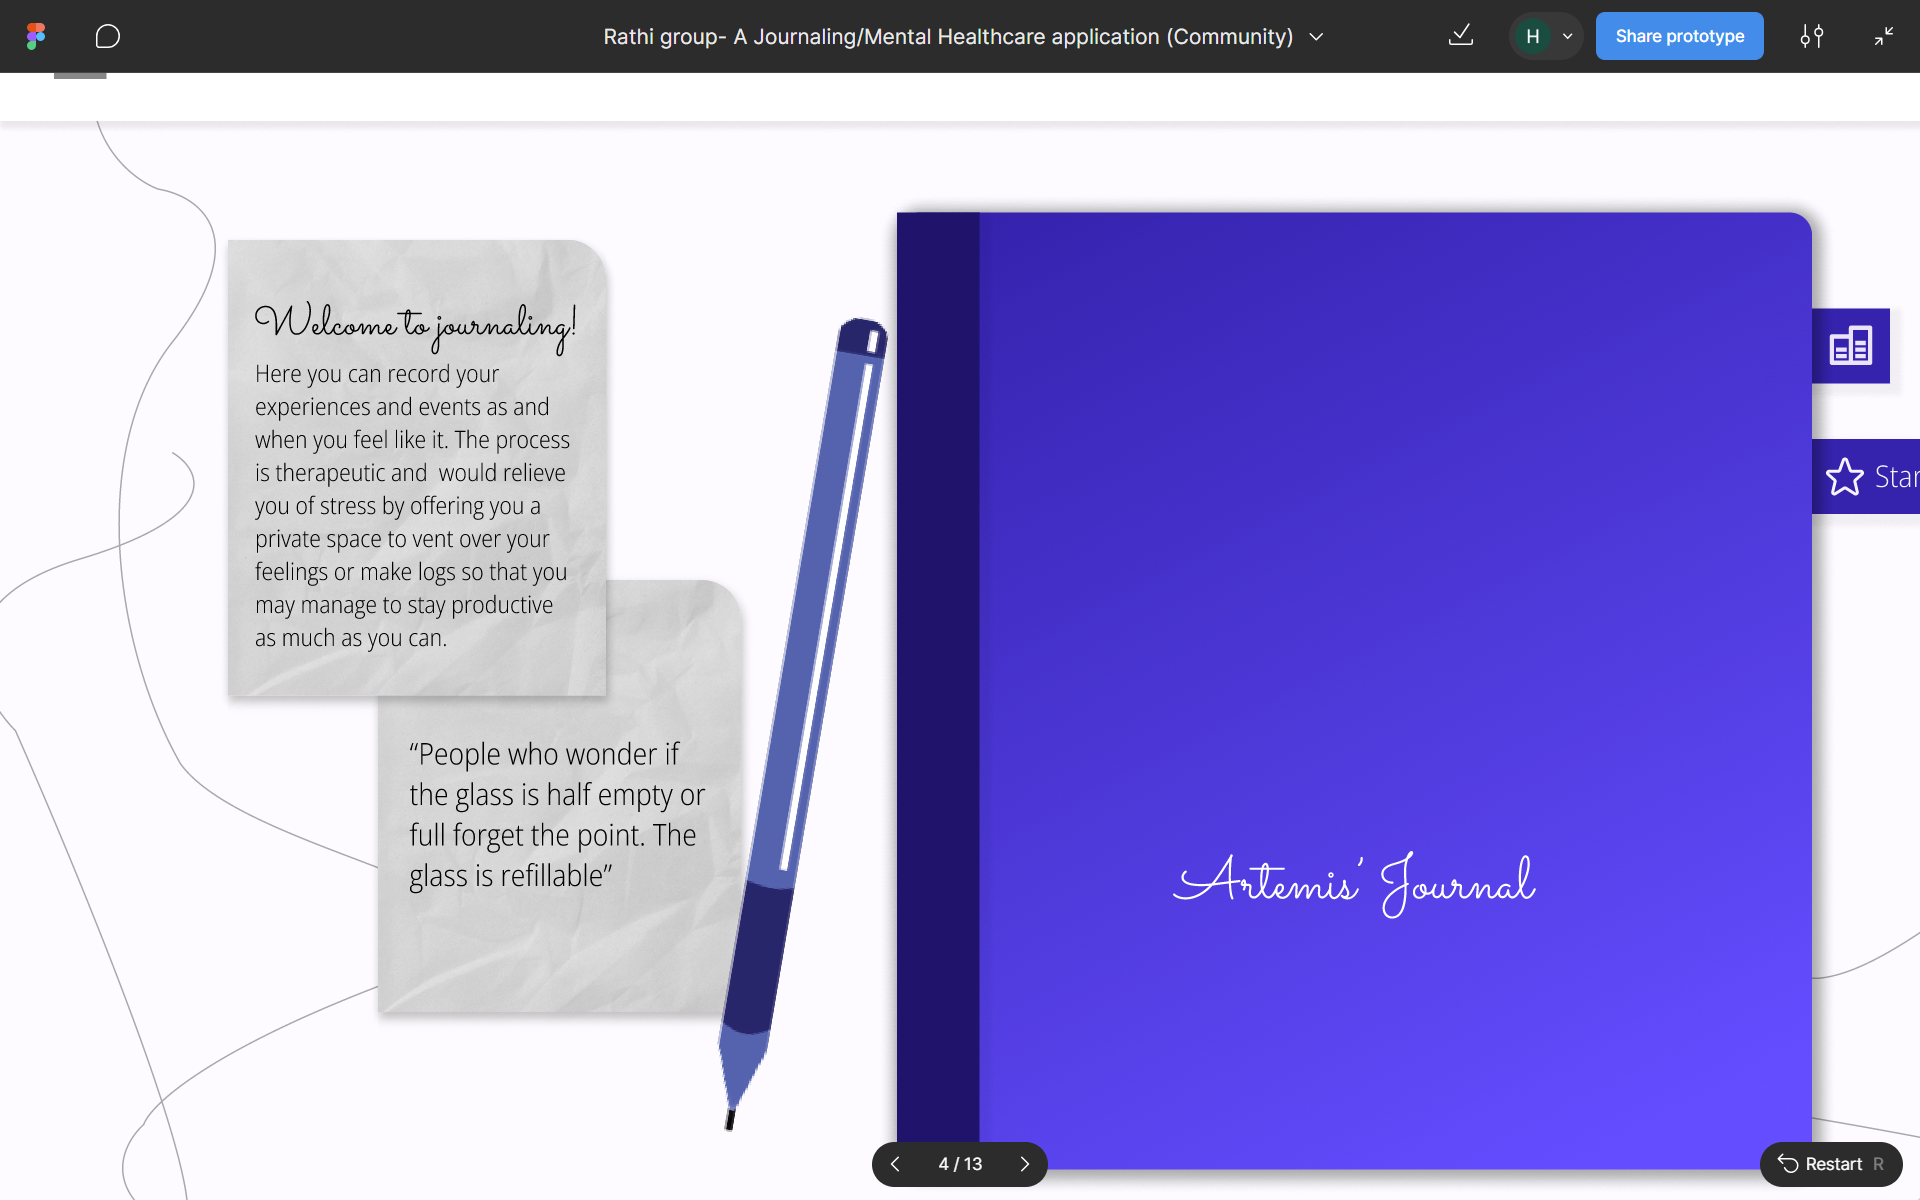 Rathi group- A Journaling/Mental Healthcare application (Community)
H
Share prototype
Welcome to journaling!
Here you can record your
experiences and events as and
when you feel like it. The process
is therapeutic and  would relieve
you of stress by offering you a
private space to vent over your
feelings or make logs so that you
may manage to stay productive
as much as you can.
“People who wonder if
the glass is half empty or
full forget the point. The
glass is refillable”
Artemis’ Journal
4 / 13
Restart R